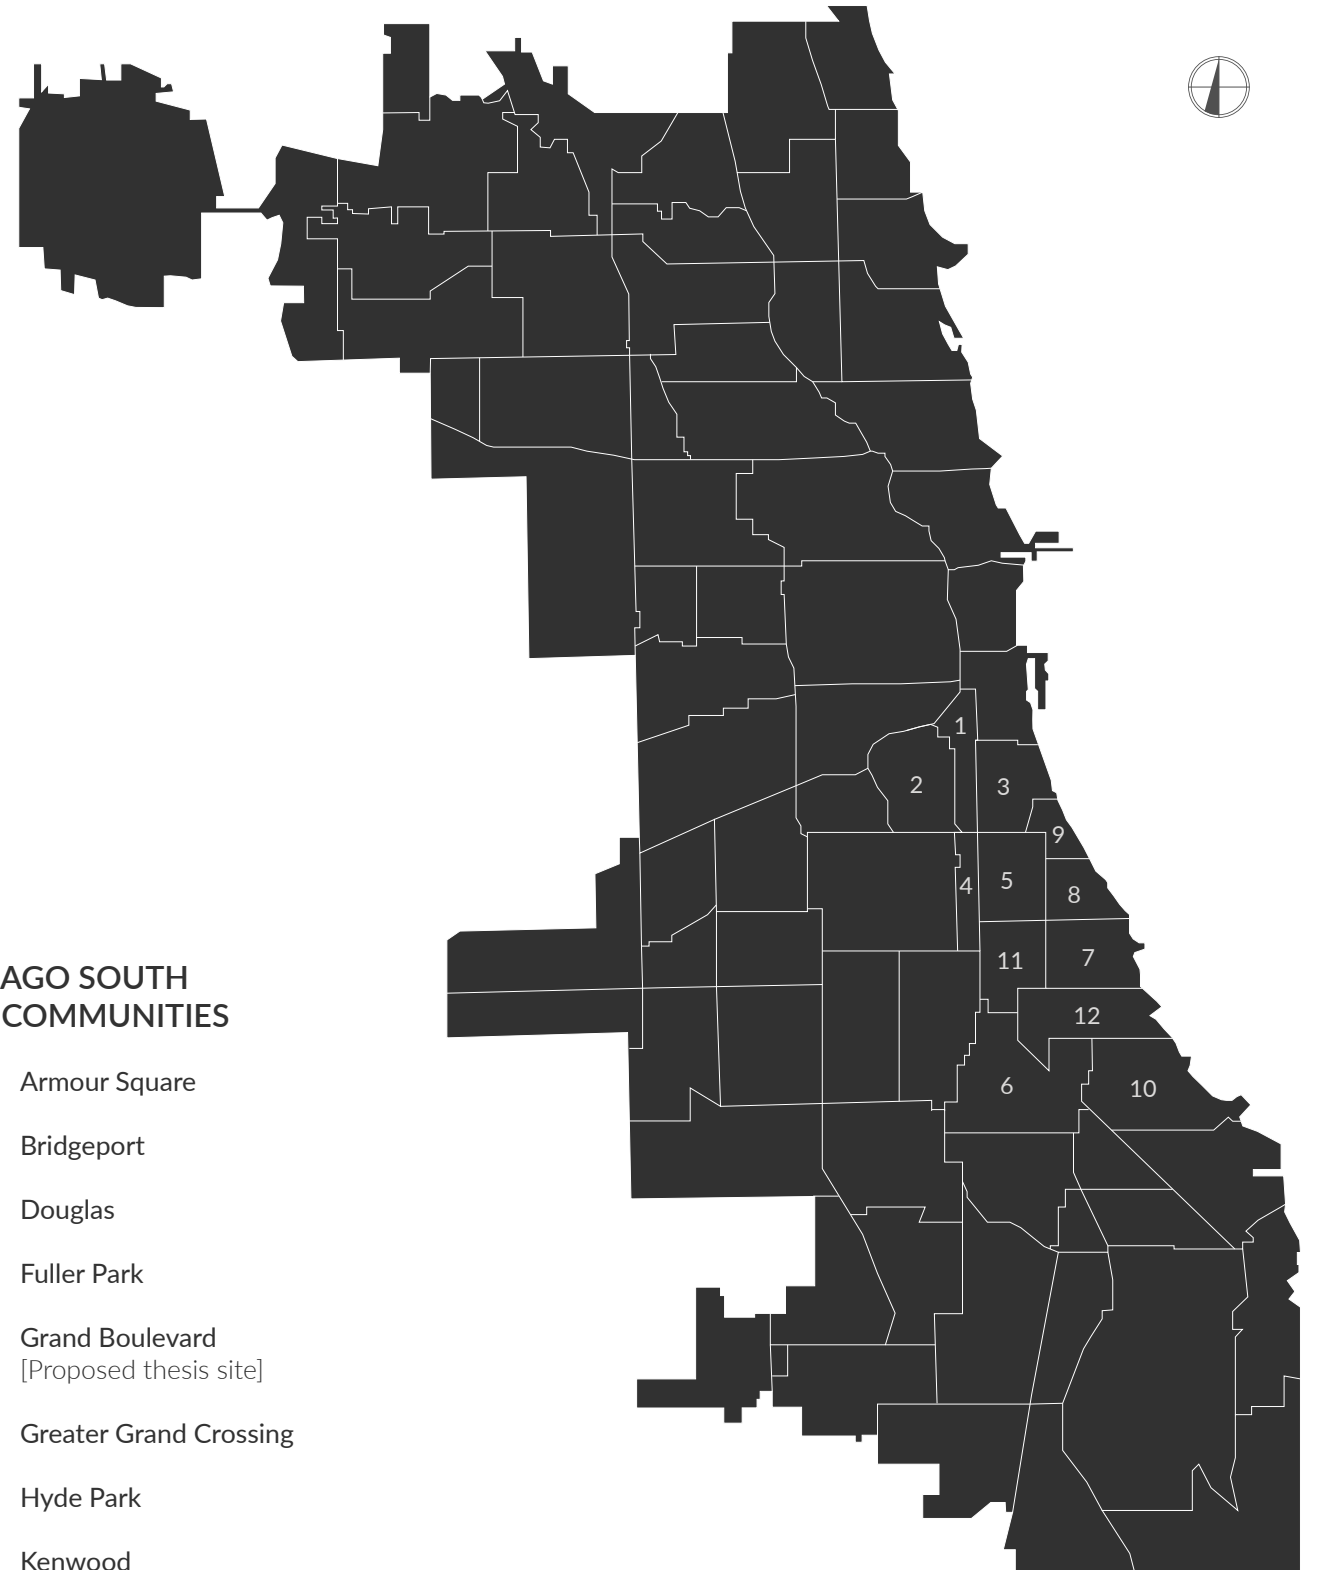 AGO SOUTH
COMMUNITIES
Armour Square
Bridgeport
Douglas
Fuller Park
Grand Boulevard
[Proposed thesis site]
Greater Grand Crossing
Hyde Park
Kenwood
1
2
3
9
4
5
8
11
7
12
6
10